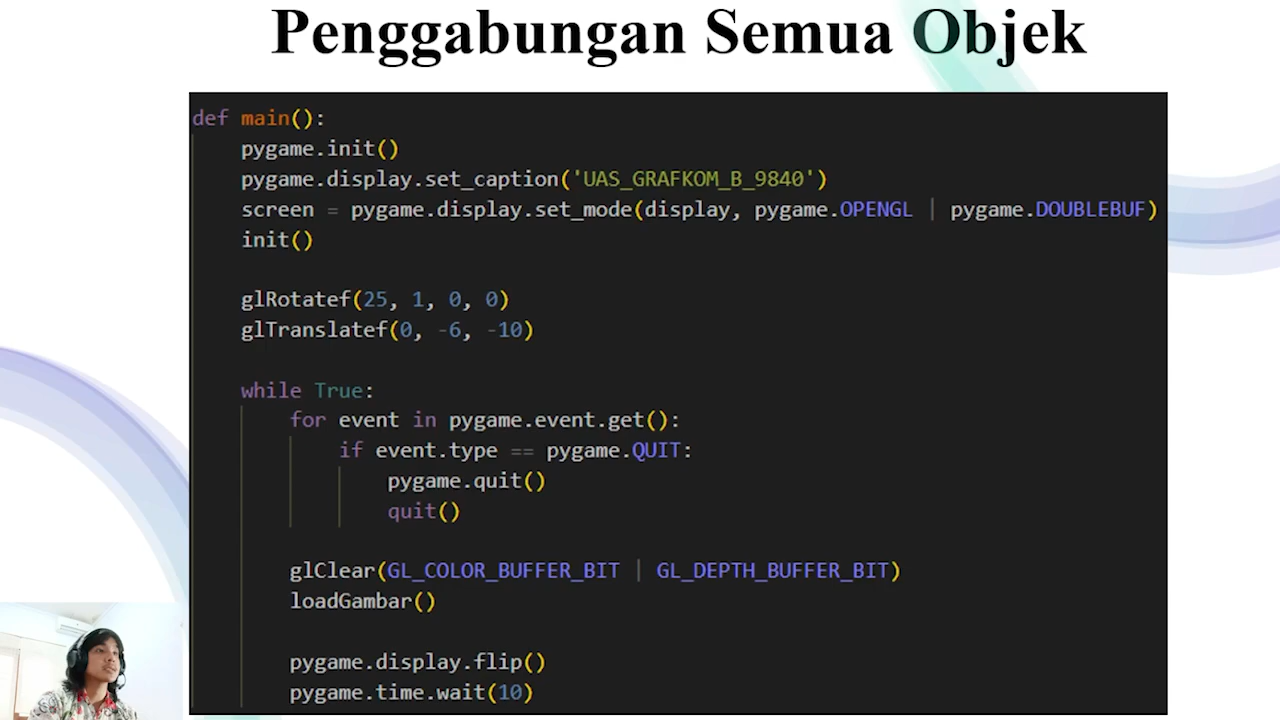 Penggabungan Semua Objek
def main():
pygame.init()
pygame.display.set_caption('UAS_GRAFKOM_B_9840')
screen = pygame.display.set_mode(display, pygame.OPENGL | pygame.DOUBLEBUF)
init()
glRotatef(25, 1, 0, 0)
glTranslatef(0, -6, -10)
while True:
for event in pygame.event.get():
if event.type == pygame.QUIT:
pygame.quit()
quit()
glClear(GL_COLOR_BUFFER_BIT | GL_DEPTH_BUFFER_BIT)
loadGambar()
pygame.display.flip()
pygame.time.wait(10)